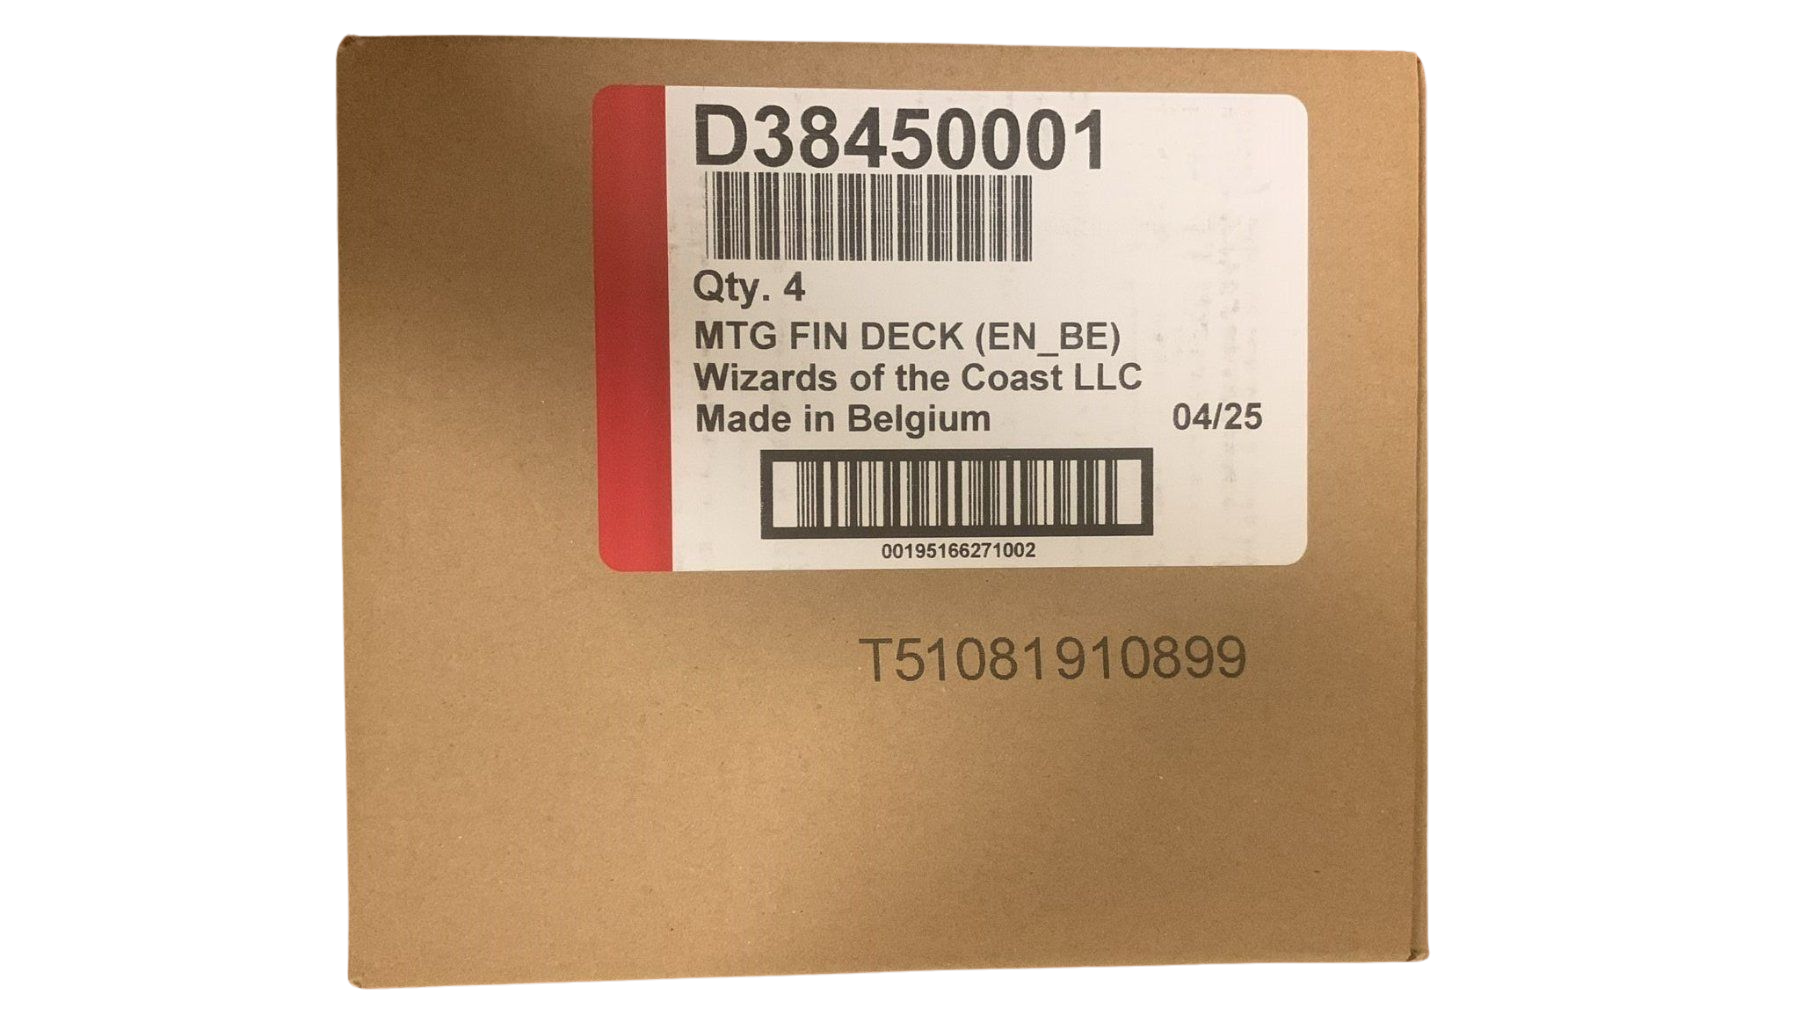 D38450001
Qty. 4
MTG FIN DECK (EN_BE)
Wizards of the Coast LLC
Made in Belgium 04/25
00195166271002
T51081910899